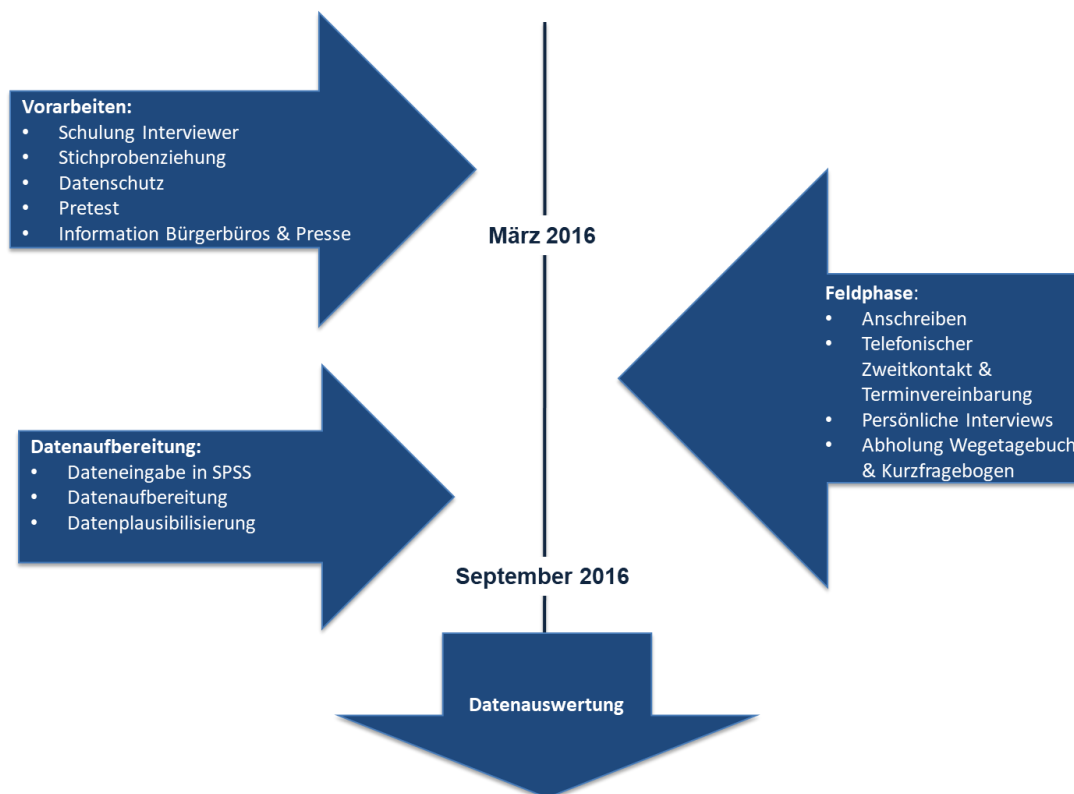 Vorarbeiten:
• Schulung Interviewer
• Stichprobenziehung
• Datenschutz
• Pretest
• Information Bürgerbüros & Presse
März 2016
Feldphase:
• Anschreiben
• Telefonischer
Zweitkontakt &
Terminvereinbarung
• Persönliche Interviews
• Abholung Wegetagebuch
& Kurzfragebogen
Datenaufbereitung:
• Dateneingabe in SPSS
• Datenaufbereitung
• Datenplausibilisierung
September 2016
Datenauswertung